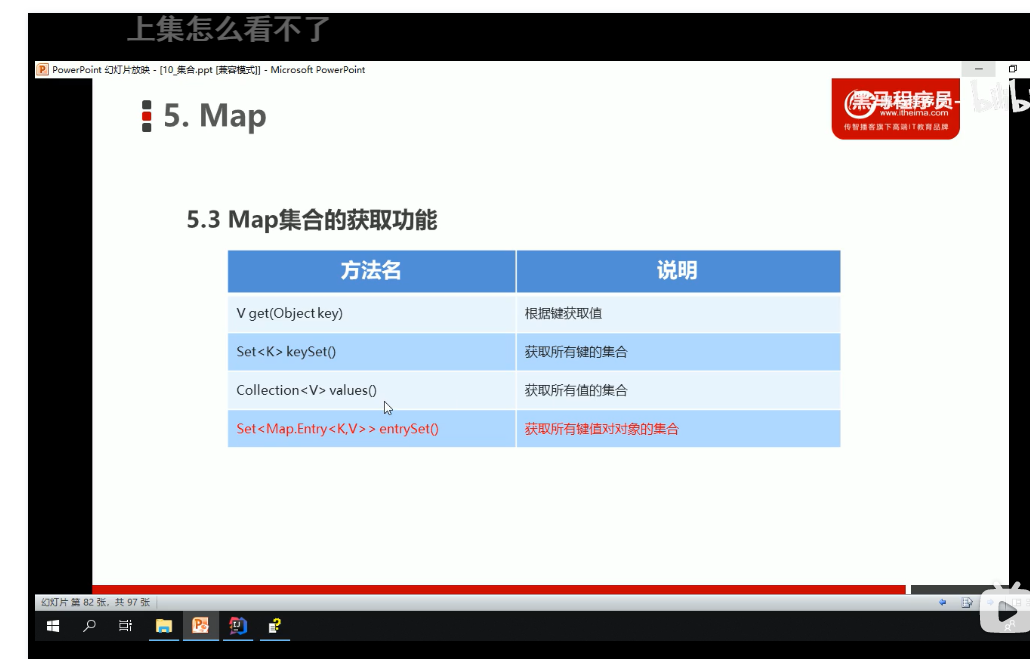 上集怎么看不了
PowerPoint 幻灯片放映 - [10_集合.ppt [兼容模式]] - Microsoft PowerPoint
5. Map
黑马程序员
www.itheima.com
传智播客旗下高端IT教育品牌
5.3 Map集合的获取功能
方法名 说明
V get(Object key) 根据键获取值
Set<K> keySet() 获取所有键的集合
Collection<V> values() 获取所有值的集合
Set<Map.Entry<K,V>> entrySet() 获取所有键值对对象的集合
幻灯片 第 82 张，共 97 张